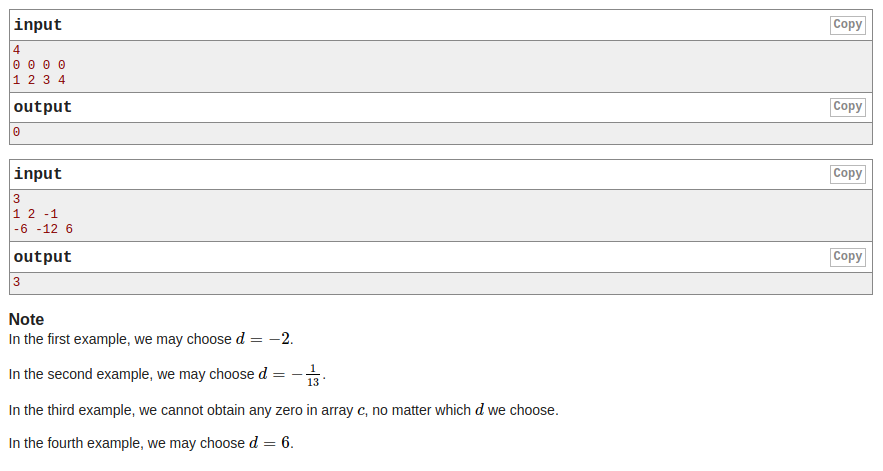 input
Copy
4
0 0 0 0
1 2 3 4
output
Copy
0
input
Copy
3
1 2 -1
-6 -12 6
output
Copy
3
Note
In the first example, we may choose d = −2.
In the second example, we may choose d = −1/13.
In the third example, we cannot obtain any zero in array c, no matter which d we choose.
In the fourth example, we may choose d = 6.